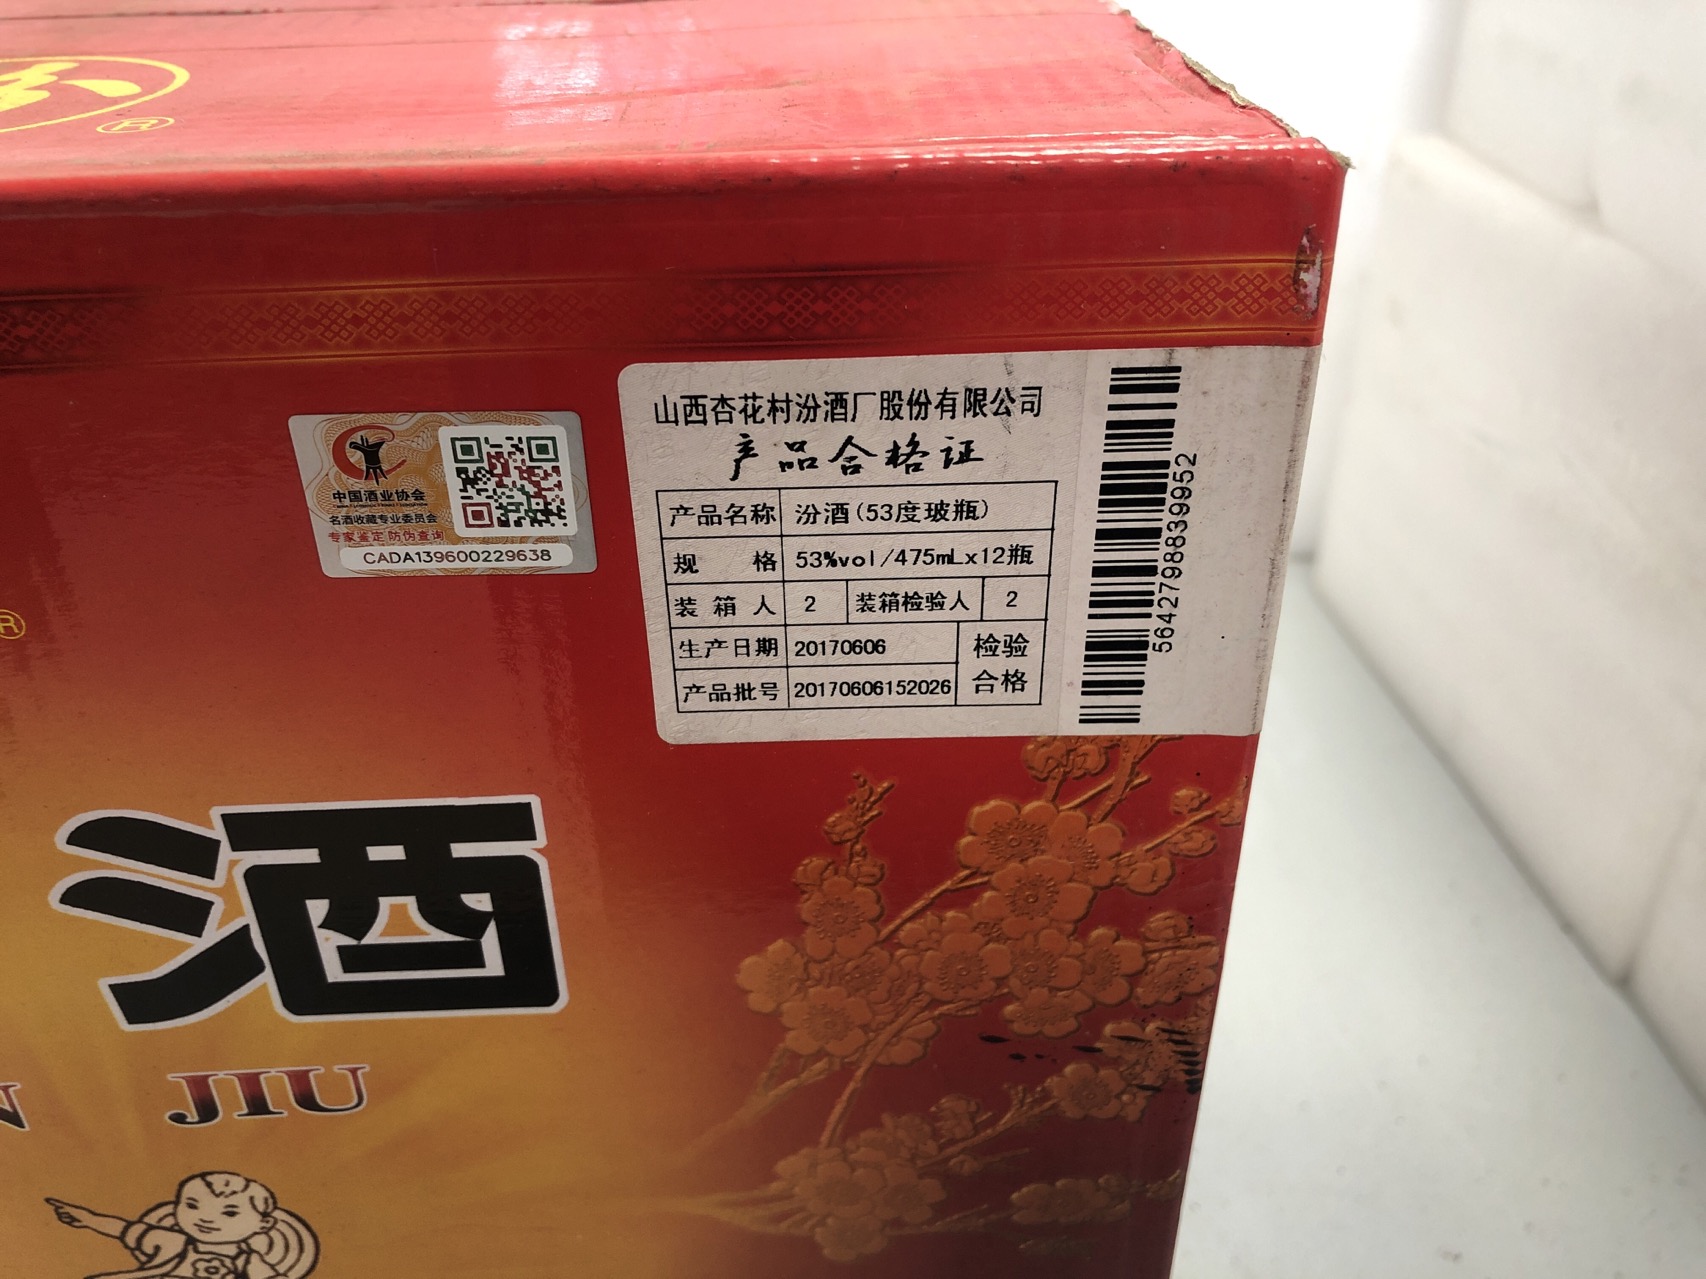 汾
®
山西杏花村汾酒厂股份有限公司
产品合格证
产品名称 汾酒(53度玻瓶)
规 格 53%vol/475mLx12瓶
装箱人 2 装箱检验人 2
生产日期 20170606 检验
产品批号 20170606152026 合格
56427988839952
中国酒业协会
名酒收藏专业委员会
专家鉴定 防伪查询
CADA139600229638
®
酒
N JIU